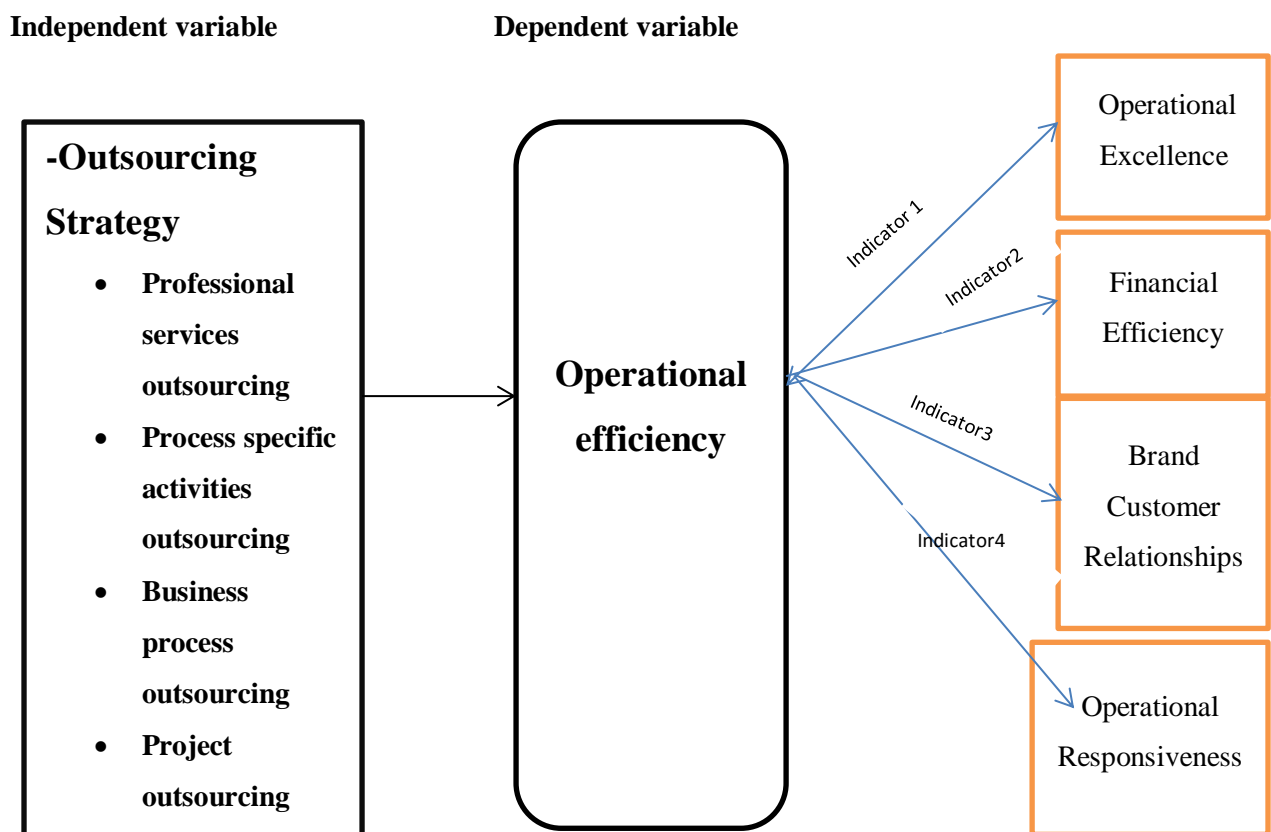 Independent variable
Dependent variable
-Outsourcing
Strategy
• Professional
services
outsourcing
• Process specific
activities
outsourcing
• Business
process
outsourcing
• Project
outsourcing
Operational
efficiency
Indicator 1
Indicator2
Indicator3
Indicator4
Operational
Excellence
Financial
Efficiency
Brand
Customer
Relationships
Operational
Responsiveness